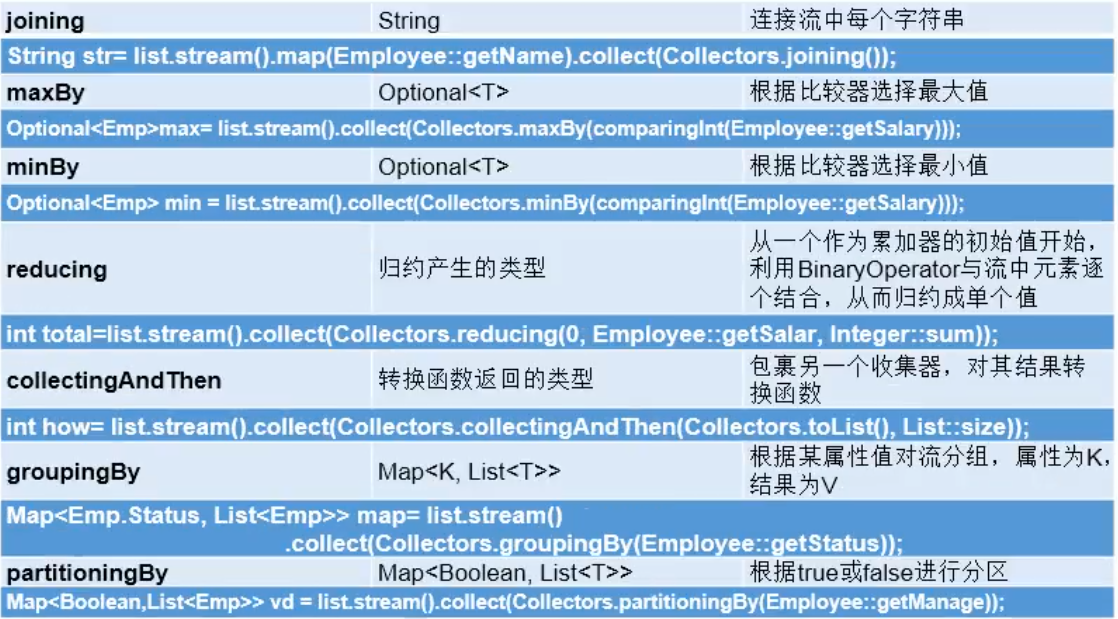 joining String 连接流中每个字符串
String str= list.stream().map(Employee::getName).collect(Collectors.joining());
maxBy Optional<T> 根据比较器选择最大值
Optional<Emp>max= list.stream().collect(Collectors.maxBy(comparingInt(Employee::getSalary)));
minBy Optional<T> 根据比较器选择最小值
Optional<Emp> min = list.stream().collect(Collectors.minBy(comparingInt(Employee::getSalary)));
reducing 归约产生的类型 从一个作为累加器的初始值开始，
利用BinaryOperator与流中元素逐
个结合，从而归约成单个值
int total=list.stream().collect(Collectors.reducing(0, Employee::getSalar, Integer::sum));
collectingAndThen 转换函数返回的类型 包裹另一个收集器，对其结果转
换函数
int how= list.stream().collect(Collectors.collectingAndThen(Collectors.toList(), List::size));
groupingBy Map<K, List<T>> 根据某属性值对流分组，属性为K，
结果为V
Map<Emp.Status, List<Emp>> map= list.stream()
.collect(Collectors.groupingBy(Employee::getStatus));
partitioningBy Map<Boolean, List<T>> 根据true或false进行分区
Map<Boolean,List<Emp>> vd = list.stream().collect(Collectors.partitioningBy(Employee::getManage));